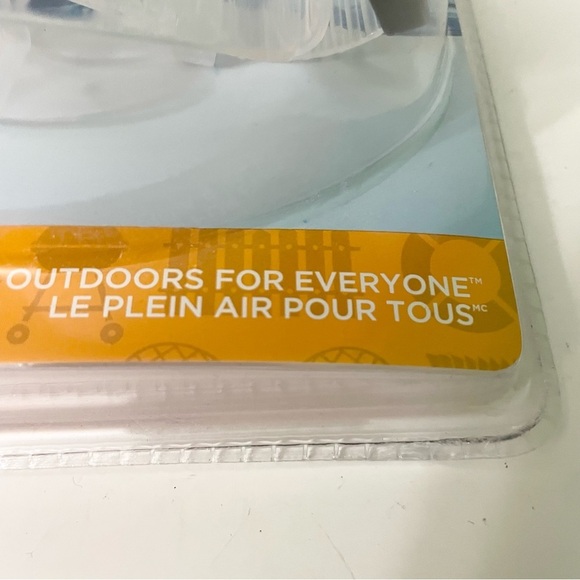 OUTDOORS FOR EVERYONE™
LE PLEIN AIR POUR TOUS ᴹᶜ